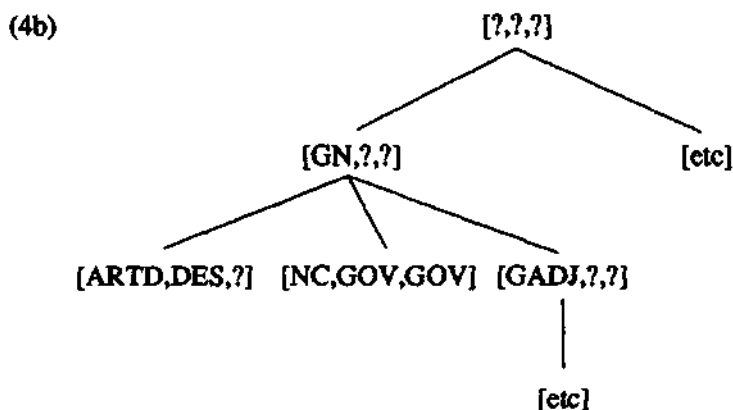 (4b) [?,?,?]
[GN,?,?] [etc]
[ARTD,DES,?] [NC,GOV,GOV] [GADJ,?,?]
[etc]